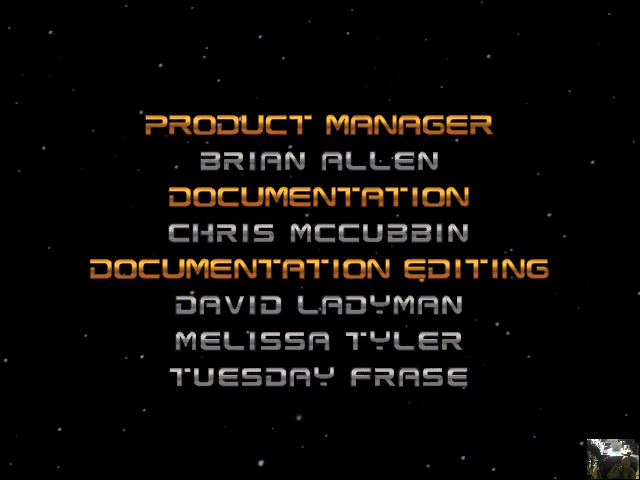 PRODUCT MANAGER
BRIAN ALLEN
DOCUMENTATION
CHRIS MCCUBBIN
DOCUMENTATION EDITING
DAVID LADYMAN
MELISSA TYLER
TUESDAY FRASE